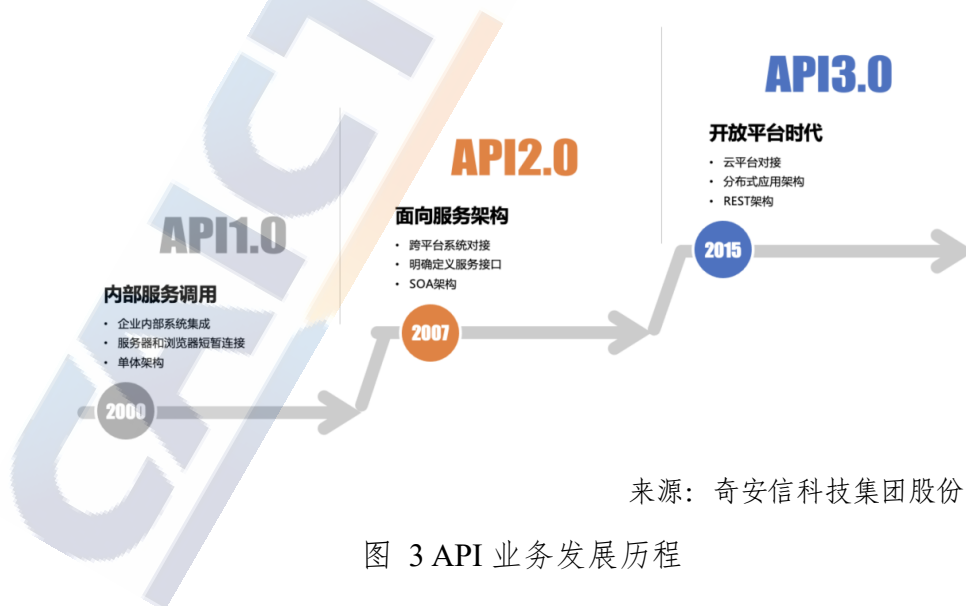 API3.0
开放平台时代
• 云平台对接
• 分布式应用架构
• REST架构
2015
API2.0
面向服务架构
• 跨平台系统对接
• 明确定义服务接口
• SOA架构
2007
API1.0
内部服务调用
• 企业内部系统集成
• 服务器和浏览器短暂连接
• 单体架构
2000
CAICT
来源：奇安信科技集团股份
图 3 API 业务发展历程